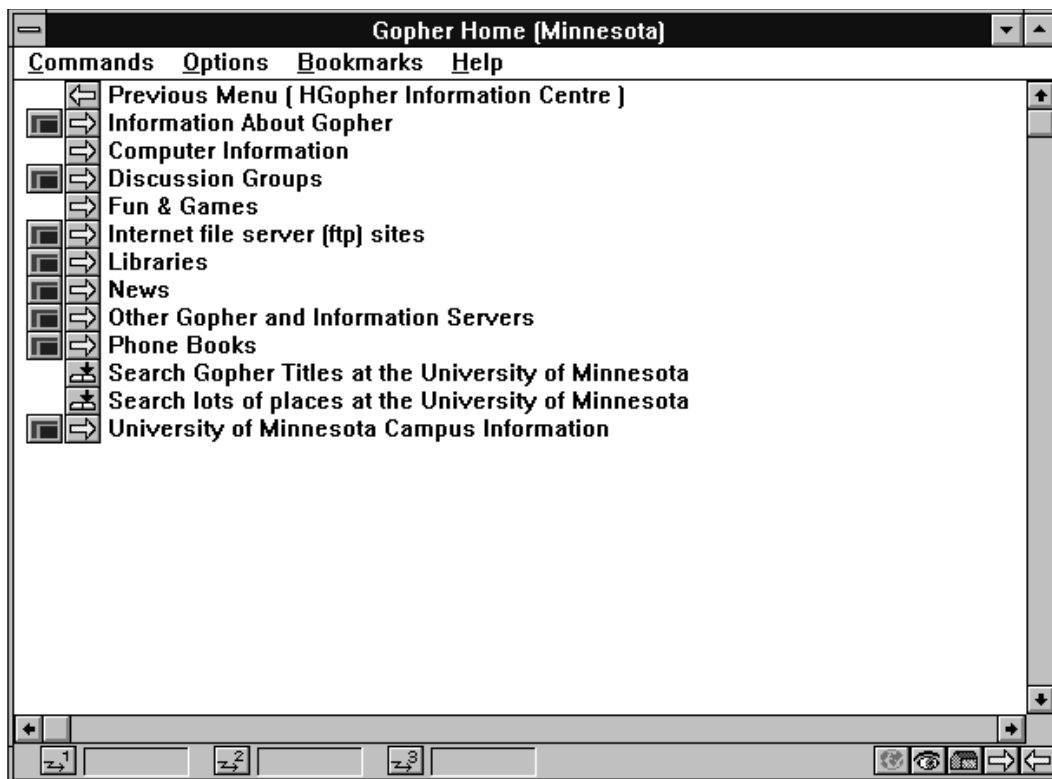 Gopher Home (Minnesota)
Commands Options Bookmarks Help
Previous Menu ( HGopher Information Centre )
Information About Gopher
Computer Information
Discussion Groups
Fun & Games
Internet file server (ftp) sites
Libraries
News
Other Gopher and Information Servers
Phone Books
Search Gopher Titles at the University of Minnesota
Search lots of places at the University of Minnesota
University of Minnesota Campus Information
z1 z2 z3